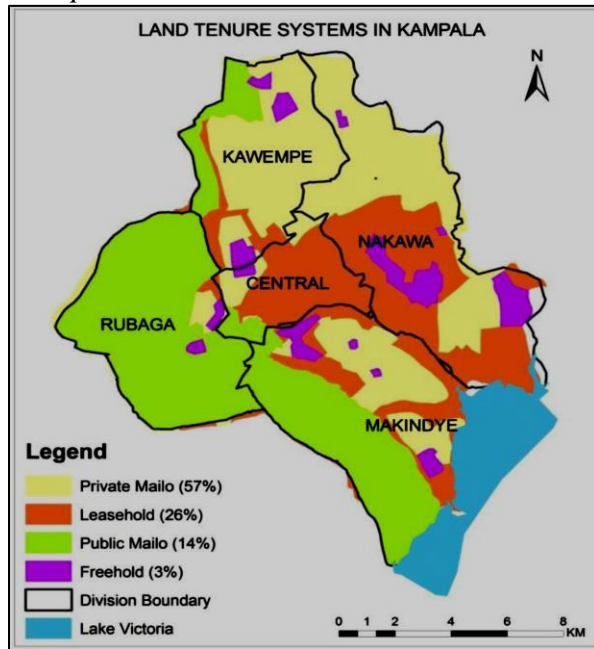 LAND TENURE SYSTEMS IN KAMPALA
N
KAWEMPE
NAKAWA
CENTRAL
RUBAGA
MAKINDYE
Legend
Private Mailo (57%)
Leasehold (26%)
Public Mailo (14%)
Freehold (3%)
Division Boundary
Lake Victoria
0 1 2 4 6 8
KM